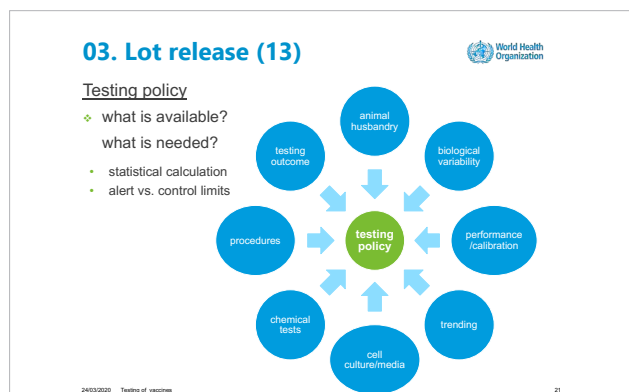 03. Lot release (13)
World Health
Organization
Testing policy
what is available?
what is needed?
statistical calculation
alert vs. control limits
animal
husbandry
biological
variability
performance
/calibration
trending
cell
culture/media
chemical
tests
procedures
testing
outcome
testing
policy
24/03/2020 Testing of vaccines
21